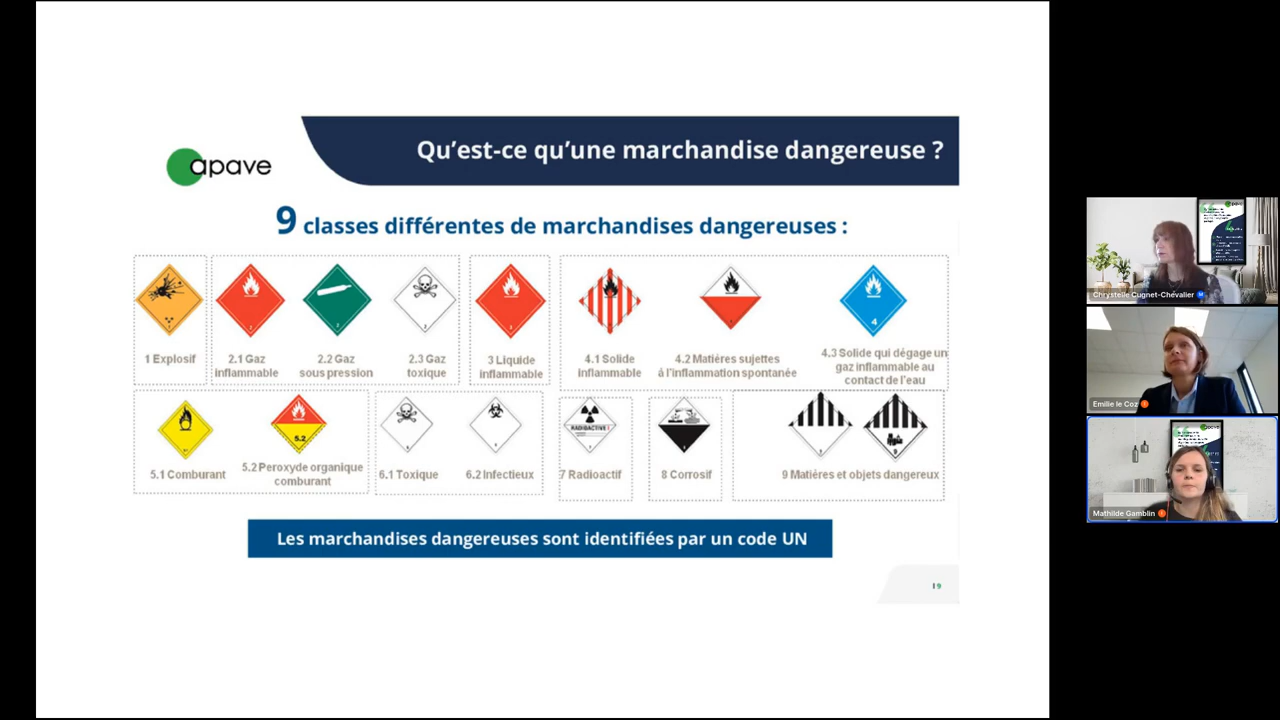 apave
Qu’est-ce qu’une marchandise dangereuse ?
9 classes différentes de marchandises dangereuses :
1 Explosif
2.1 Gaz
inflammable
2.2 Gaz
sous pression
2.3 Gaz
toxique
3 Liquide
inflammable
4.1 Solide
Inflammable
4.2 Matières sujettes
à l’inflammation spontanée
4
4.3 Solide qui dégage un
gaz inflammable au
contact de l’eau
5.1 Comburant
5.2
5.2 Peroxyde organique
comburant
6.1 Toxique
6.2 Infectieux
RADIOACTIVE
7 Radioactif
8 Corrosif
9 Matières et objets dangereux
Les marchandises dangereuses sont identifiées par un code UN
I 9
Chrystelle Cugnet-Chevalier
Emilie le Coz
Mathilde Gamblin